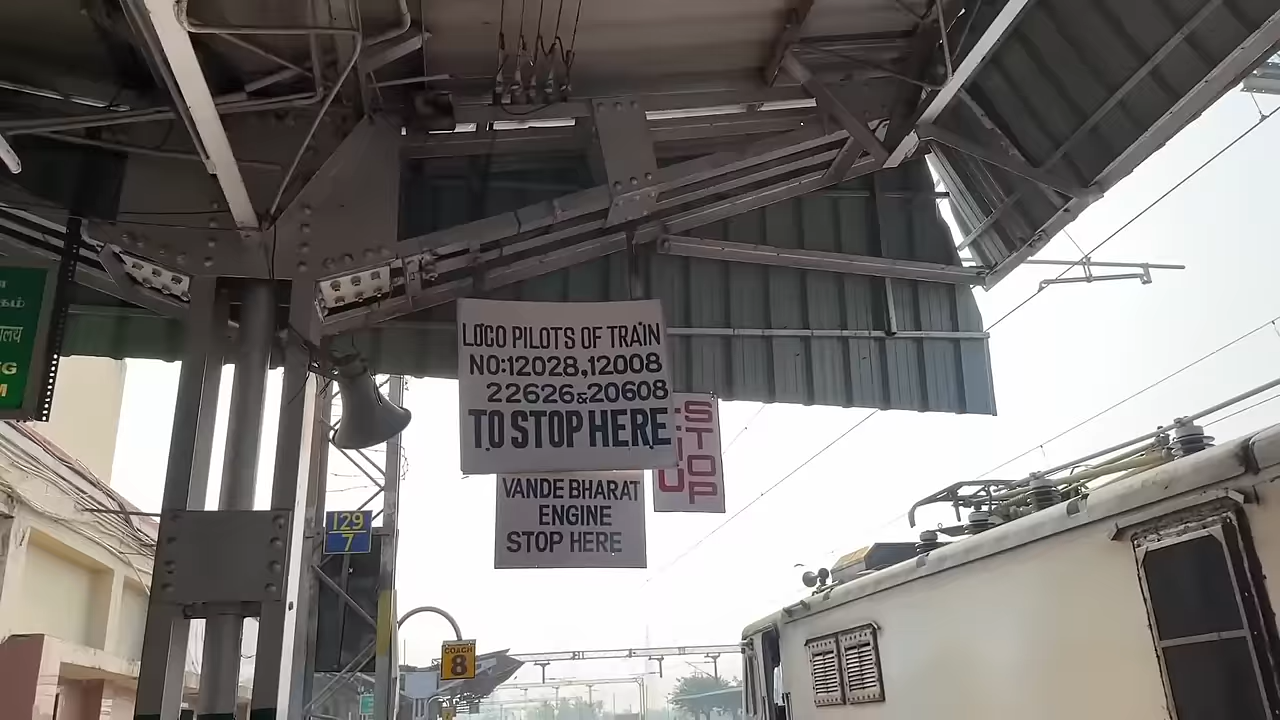 கம்
LOCO PILOTS OF TRAIN
NO:12028,12008
22626&20608
TO STOP HERE
STOP
VANDE BHARAT
ENGINE
STOP HERE
129
7
COACH
8